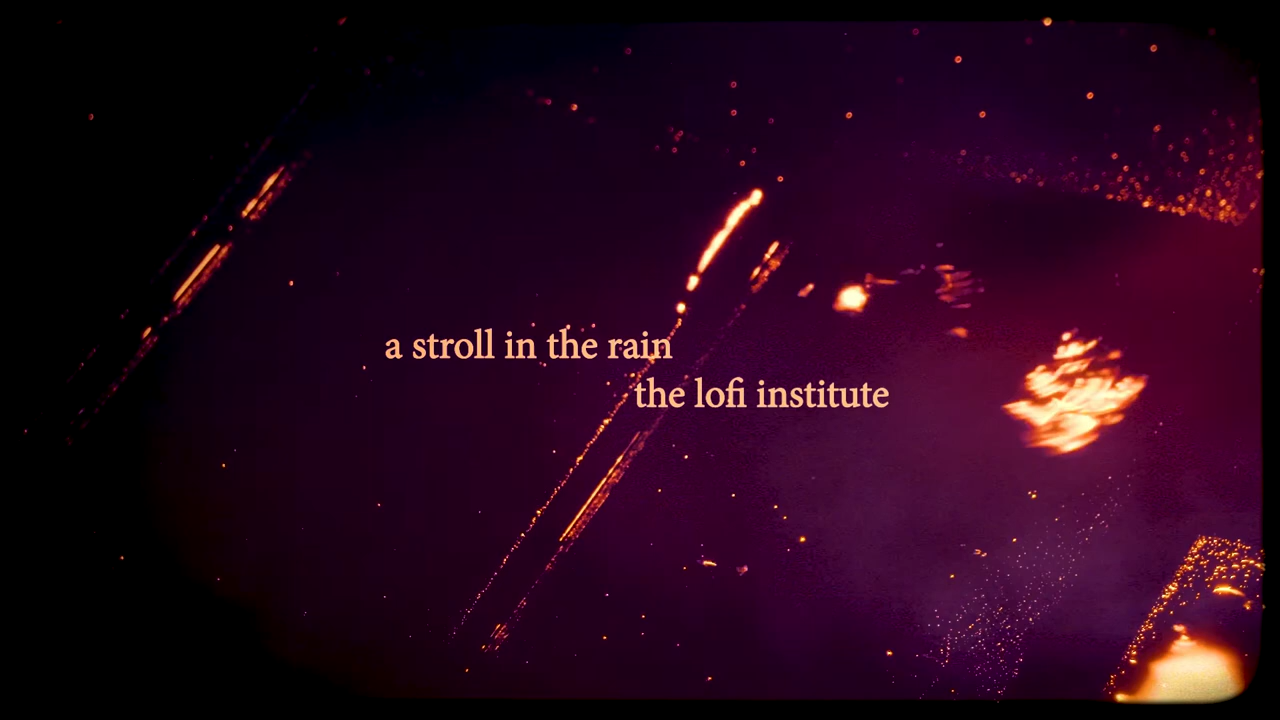 a stroll in the rain
the lofi institute